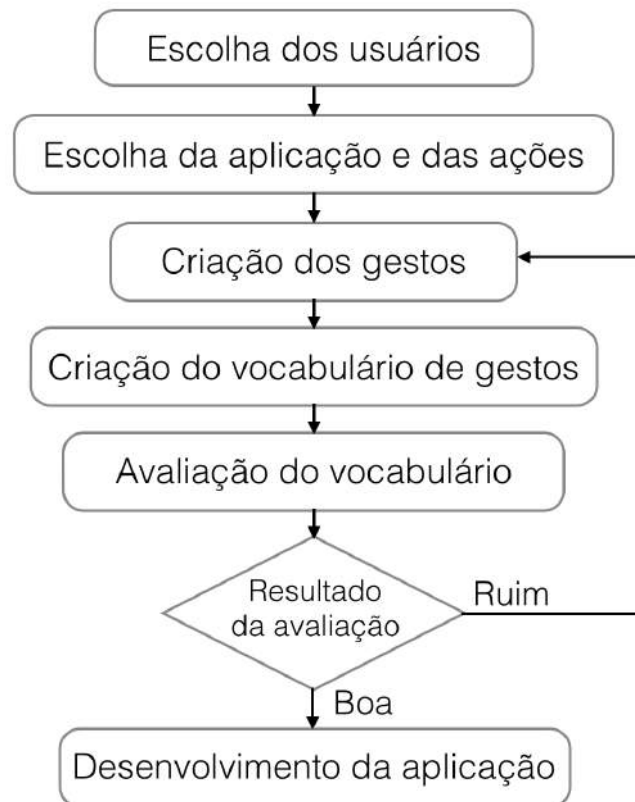 Escolha dos usuários
Escolha da aplicação e das ações
Criação dos gestos
Criação do vocabulário de gestos
Avaliação do vocabulário
Resultado
da avaliação
Ruim
Boa
Desenvolvimento da aplicação